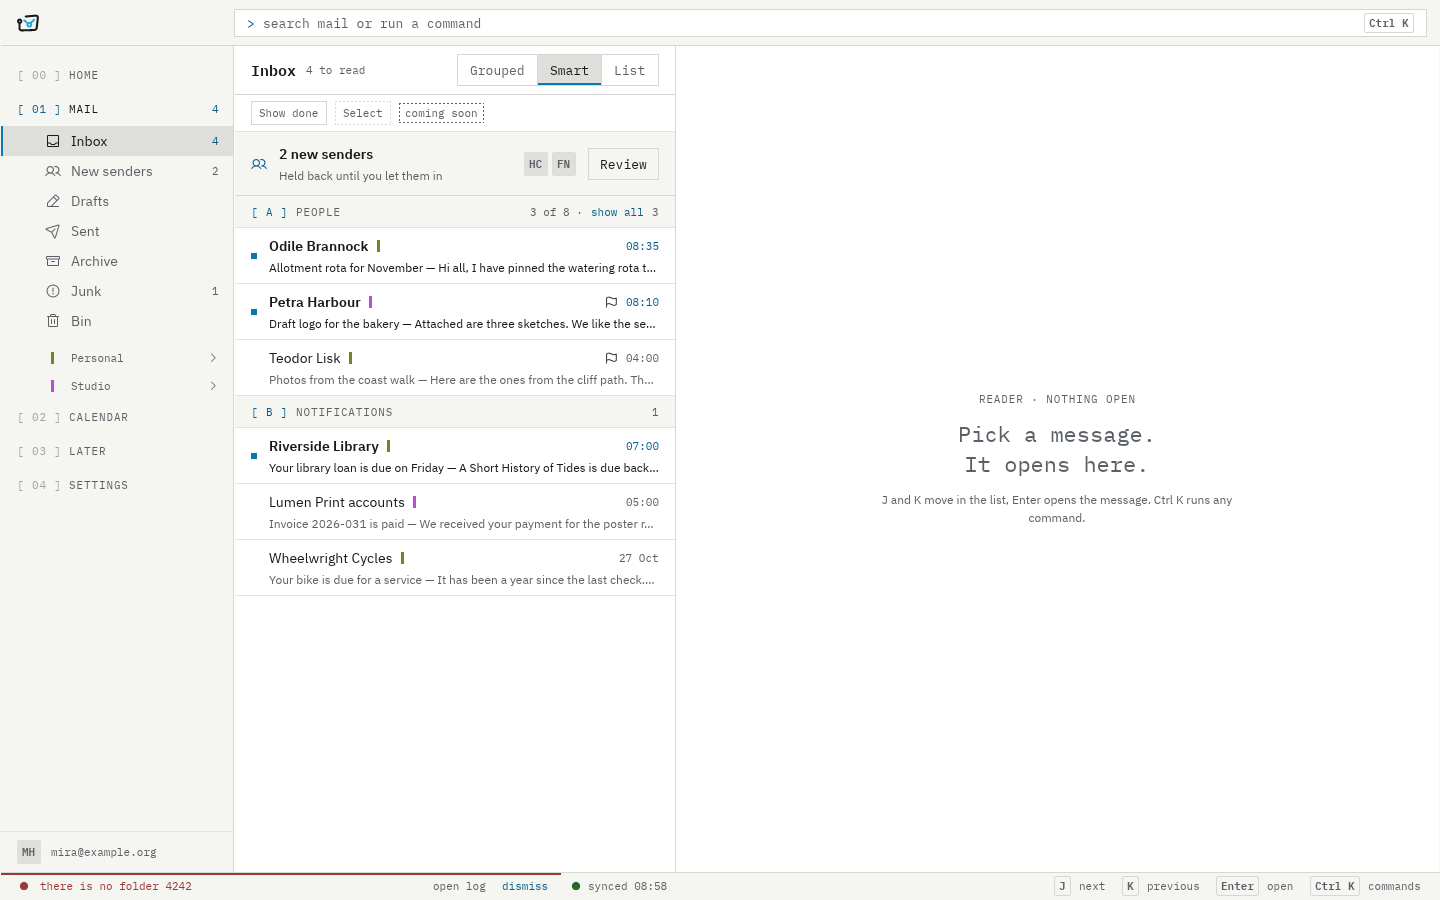 > search mail or run a command Ctrl K
[ 00 ] HOME
[ 01 ] MAIL 4
Inbox 4
New senders 2
Drafts
Sent
Archive
Junk 1
Bin
Personal
Studio
[ 02 ] CALENDAR
[ 03 ] LATER
[ 04 ] SETTINGS
MH mira@example.org
Inbox 4 to read Grouped Smart List
Show done Select coming soon
2 new senders
Held back until you let them in
HC FN Review
[ A ] PEOPLE 3 of 8 · show all 3
Odile Brannock 08:35
Allotment rota for November — Hi all, I have pinned the watering rota t…
Petra Harbour 08:10
Draft logo for the bakery — Attached are three sketches. We like the se…
Teodor Lisk 04:00
Photos from the coast walk — Here are the ones from the cliff path. Th…
[ B ] NOTIFICATIONS 1
Riverside Library 07:00
Your library loan is due on Friday — A Short History of Tides is due back…
Lumen Print accounts 05:00
Invoice 2026-031 is paid — We received your payment for the poster r…
Wheelwright Cycles 27 Oct
Your bike is due for a service — It has been a year since the last check.…
READER · NOTHING OPEN
Pick a message.
It opens here.
J and K move in the list, Enter opens the message. Ctrl K runs any
command.
there is no folder 4242 open log dismiss synced 08:58 J next K previous Enter open Ctrl K commands